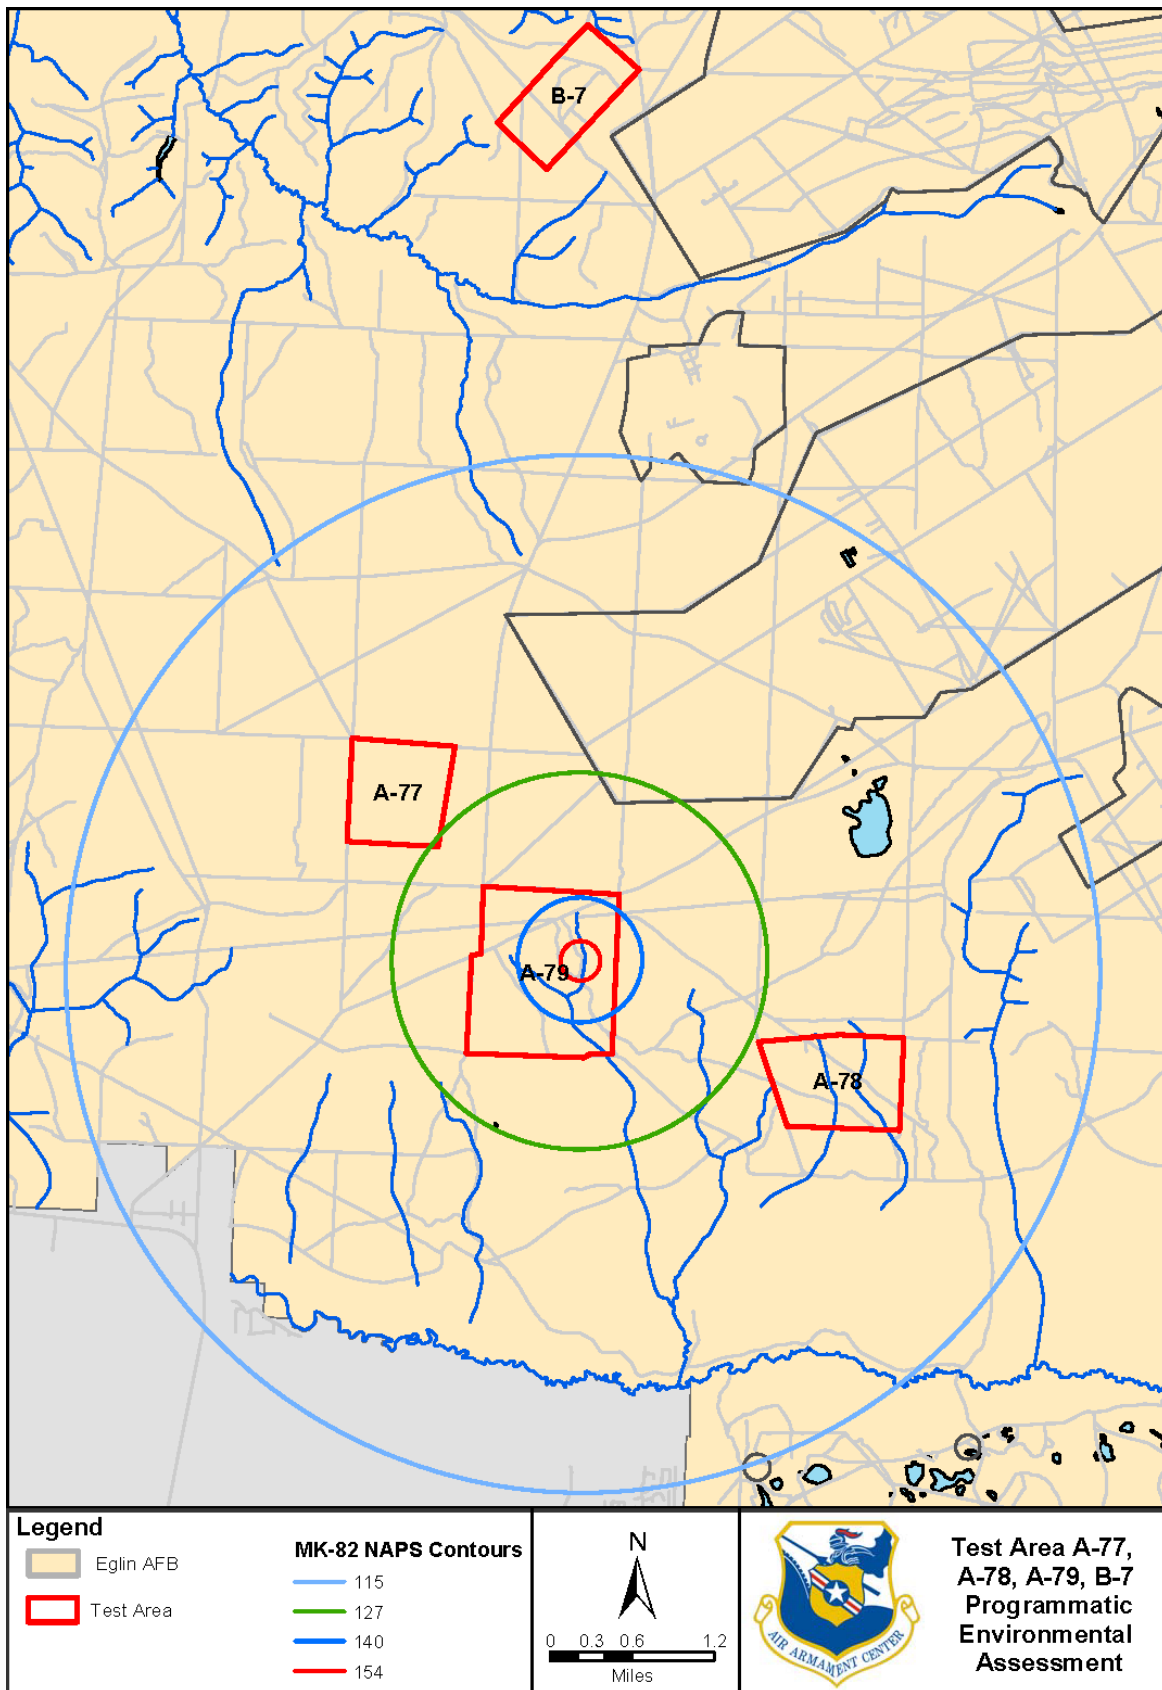 B-7
A-77
A-79
A-78
Legend
Eglin AFB
Test Area
MK-82 NAPS Contours
115
127
140
154
N
0 0.3 0.6 1.2
Miles
AIR ARMAMENT CENTER
Test Area A-77,
A-78, A-79, B-7
Programmatic
Environmental
Assessment